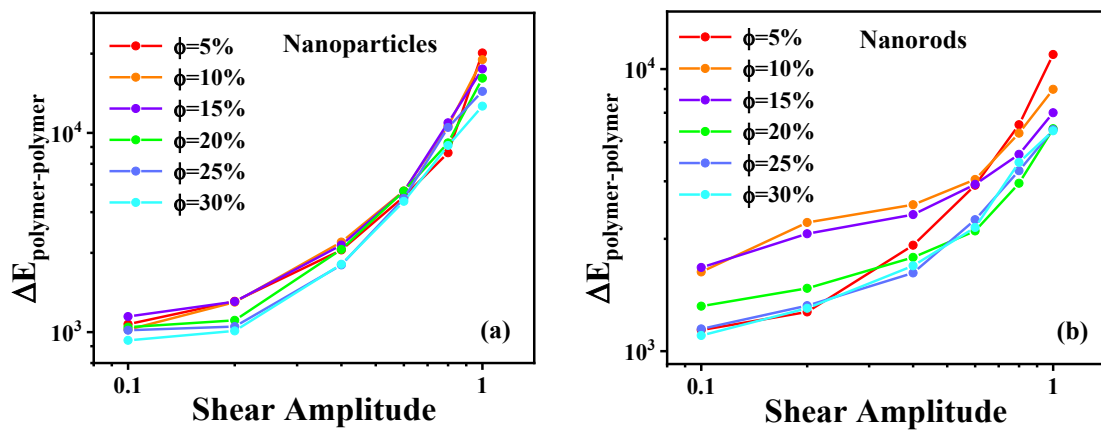 Nanoparticles
ϕ=5%
ϕ=10%
ϕ=15%
ϕ=20%
ϕ=25%
ϕ=30%
10⁴
10³
ΔE_polymer-polymer
(a)
0.1
1
Shear Amplitude
Nanorods
ϕ=5%
ϕ=10%
ϕ=15%
ϕ=20%
ϕ=25%
ϕ=30%
10⁴
10³
ΔE_polymer-polymer
(b)
0.1
1
Shear Amplitude